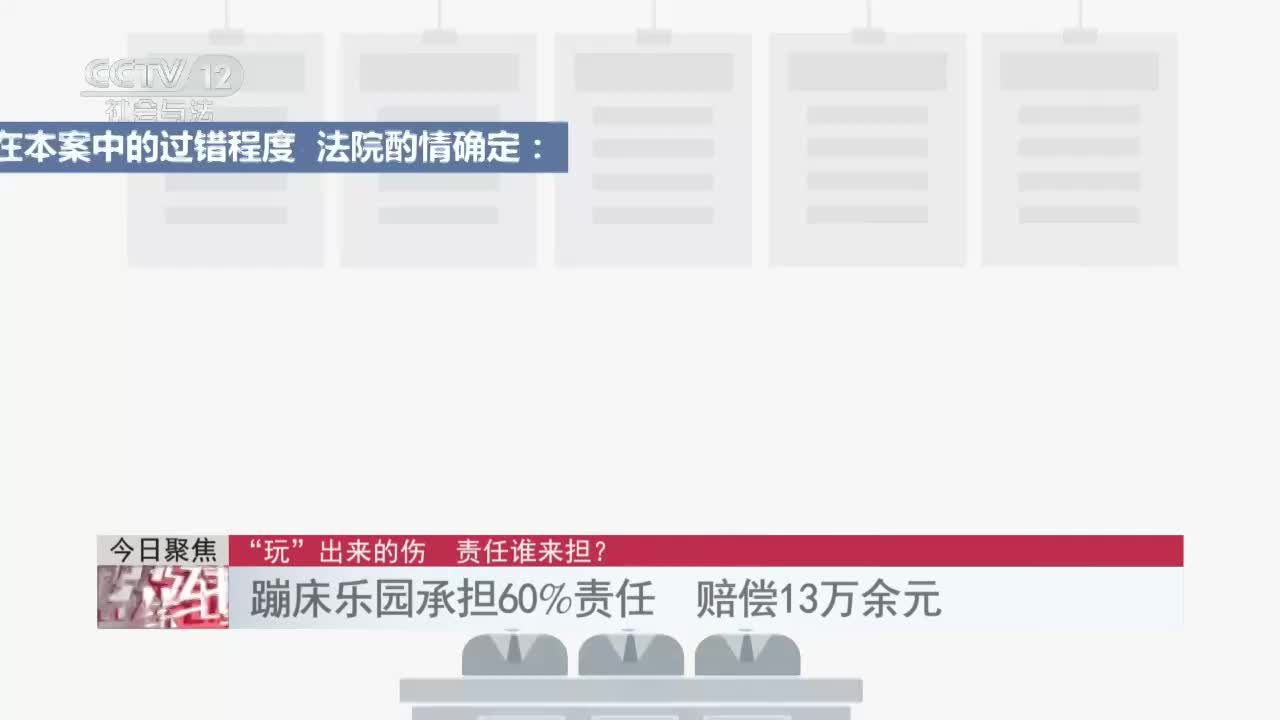 CCTV 12
社会与法
在本案中的过错程度 法院酌情确定：
今日聚焦
“玩”出来的伤 责任谁来担？
蹦床乐园承担60%责任 赔偿13万余元